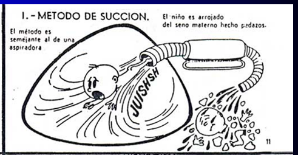 1.-METODO DE SUCCION.
El método es
semejante al de una
aspiradora
El niño es arrojado
del seno materno hecho pedazos.
JUISHSH
11